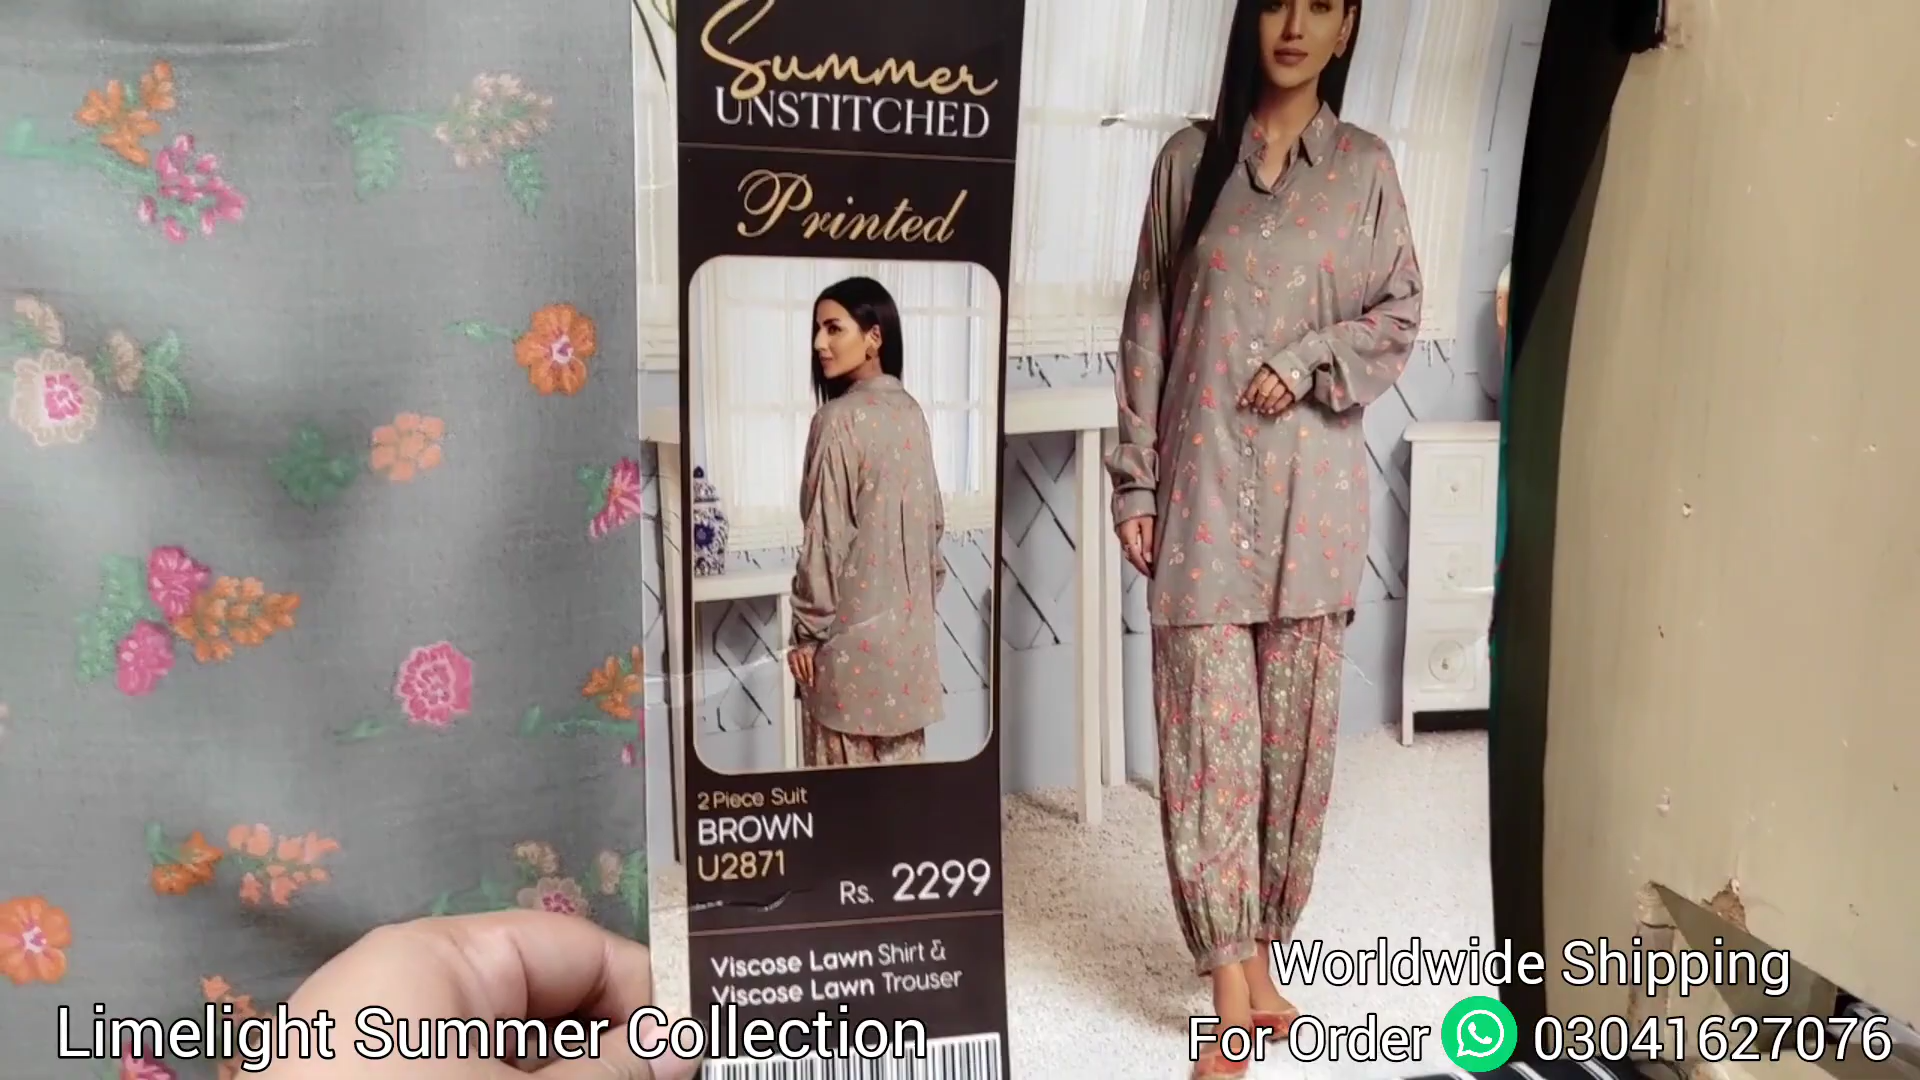 Summer
UNSTITCHED
Printed
2 Piece Suit
BROWN
U2871
Rs. 2299
Viscose Lawn Shirt &
Viscose Lawn Trouser
Limelight Summer Collection
Worldwide Shipping
For Order 03041627076